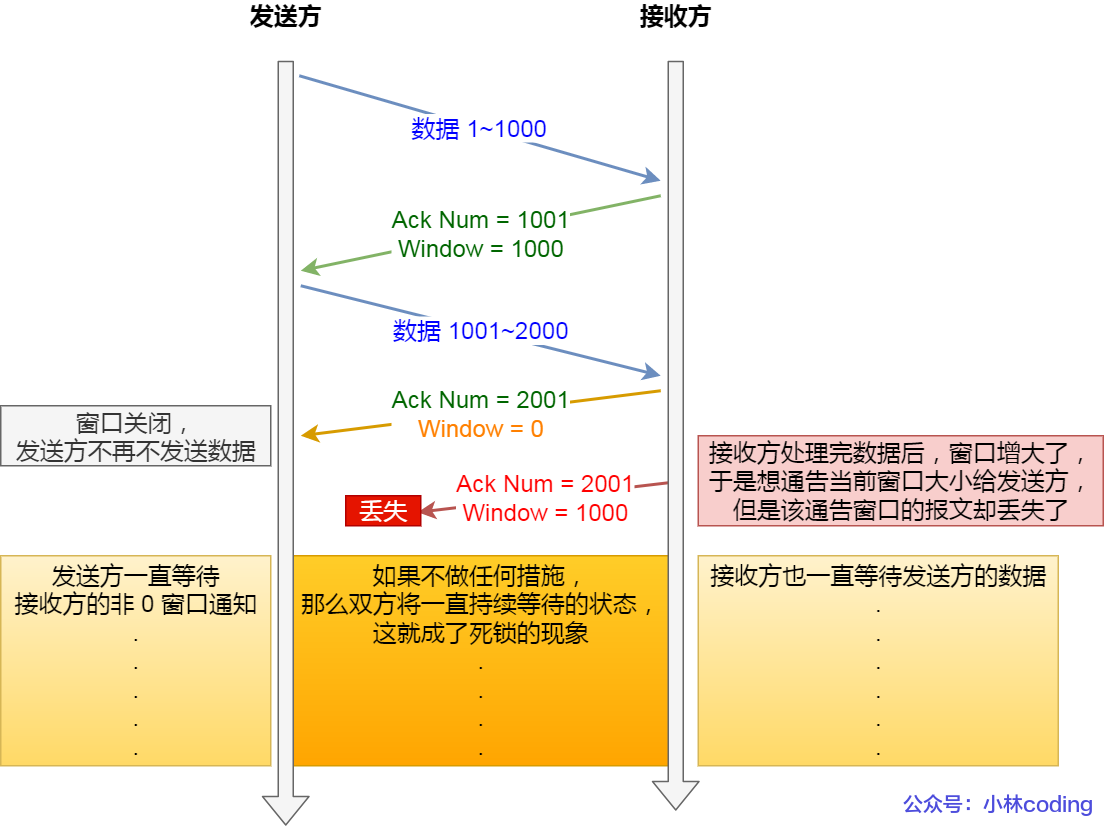 发送方
接收方
数据 1~1000
Ack Num = 1001
Window = 1000
数据 1001~2000
Ack Num = 2001
Window = 0
窗口关闭，
发送方不再不发送数据
接收方处理完数据后，窗口增大了，
于是想通告当前窗口大小给发送方，
但是该通告窗口的报文却丢失了
Ack Num = 2001
Window = 1000
丢失
发送方一直等待
接收方的非 0 窗口通知
.
.
.
.
.
如果不做任何措施，
那么双方将一直持续等待的状态，
这就成了死锁的现象
.
.
.
.
接收方也一直等待发送方的数据
.
.
.
.
.
.
公众号：小林coding